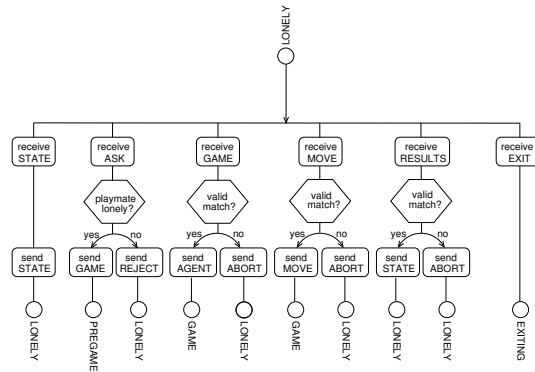 LONELY
receive
STATE
receive
ASK
receive
GAME
receive
MOVE
receive
RESULTS
receive
EXIT
playmate
lonely?
valid
match?
valid
match?
valid
match?
yes
no
yes
no
yes
no
yes
no
send
STATE
send
GAME
send
REJECT
send
AGENT
send
ABORT
send
MOVE
send
ABORT
send
STATE
send
ABORT
LONELY
PREGAME
LONELY
GAME
LONELY
GAME
LONELY
LONELY
LONELY
EXITING